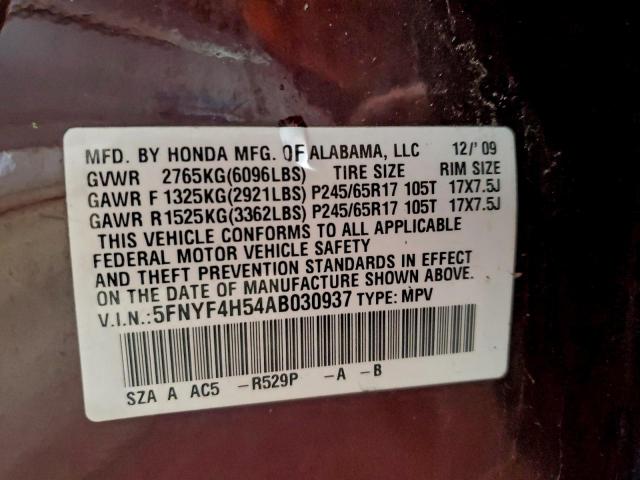 MFD. BY HONDA MFG. OF ALABAMA, LLC 12/' 09
GVWR 2765KG(6096LBS) TIRE SIZE RIM SIZE
GAWR F 1325KG(2921LBS) P245/65R17 105T 17X7.5J
GAWR R1525KG(3362LBS) P245/65R17 105T 17X7.5J
THIS VEHICLE CONFORMS TO ALL APPLICABLE
FEDERAL MOTOR VEHICLE SAFETY
AND THEFT PREVENTION STANDARDS IN EFFECT
ON THE DATE OF MANUFACTURE SHOWN ABOVE.
V.I.N.:5FNYF4H54AB030937 TYPE: MPV
SZA A AC5 -R529P -A -B